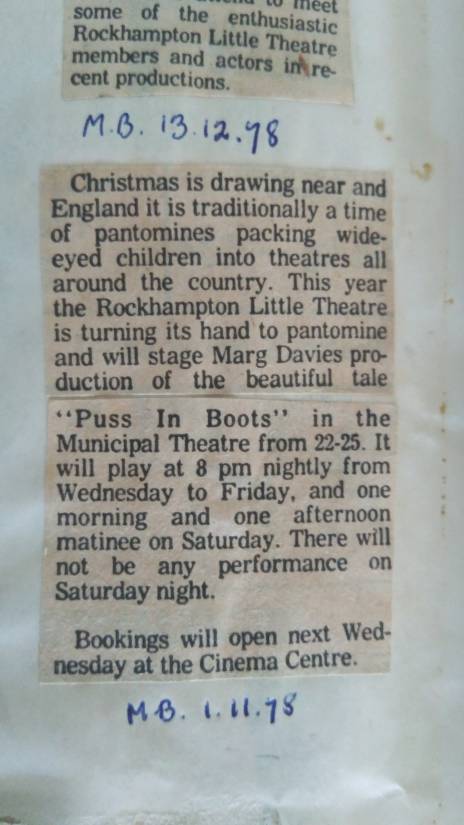 to meet
some of the enthusiastic
Rockhampton Little Theatre
members and actors in re-
cent productions.
M.B. 13.12.78
Christmas is drawing near and
England it is traditionally a time
of pantomines packing wide-
eyed children into theatres all
around the country. This year
the Rockhampton Little Theatre
is turning its hand to pantomine
and will stage Marg Davies pro-
duction of the beautiful tale
"Puss In Boots" in the
Municipal Theatre from 22-25. It
will play at 8 pm nightly from
Wednesday to Friday, and one
morning and one afternoon
matinee on Saturday. There will
not be any performance on
Saturday night.
Bookings will open next Wed-
nesday at the Cinema Centre.
M.B. 1.11.78